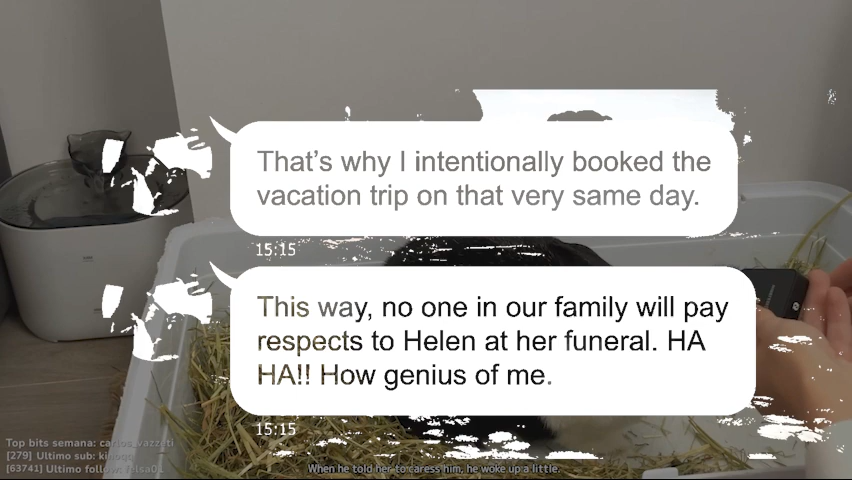 That's why I intentionally booked the
vacation trip on that very same day.
15:15
This way, no one in our family will pay
respects to Helen at her funeral. HA
HA!! How genius of me.
15:15
Top bits semana:
[279] Ultimo sub:
[63741] Ultimo follow:
When he told her to caress him, he woke up a little.